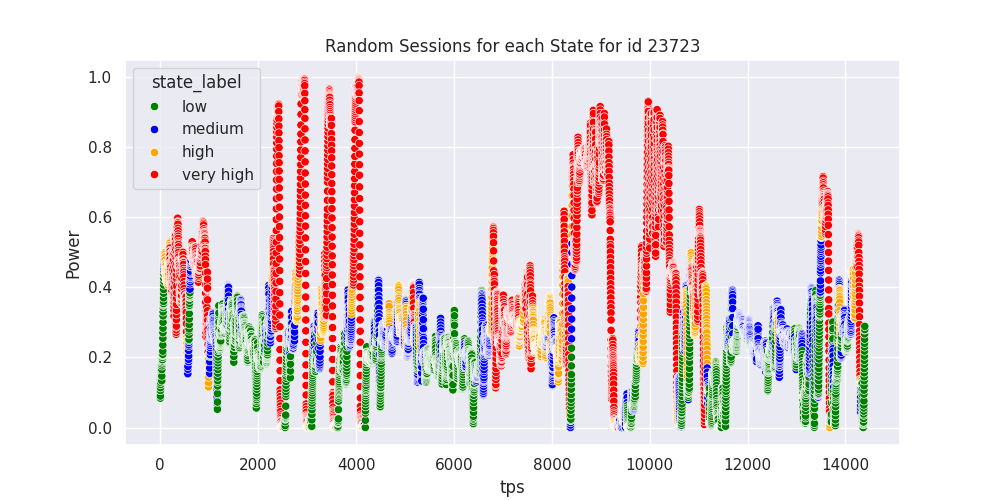 Random Sessions for each State for id 23723
state_label
low
medium
high
very high
Power
1.0
0.8
0.6
0.4
0.2
0.0
0 2000 4000 6000 8000 10000 12000 14000
tps